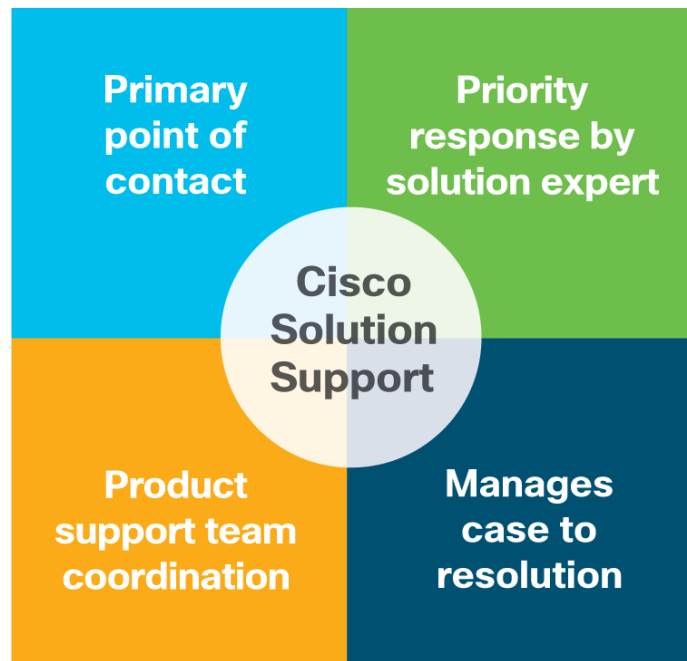 Primary
point of
contact
Priority
response by
solution expert
Cisco
Solution
Support
Product
support team
coordination
Manages
case to
resolution